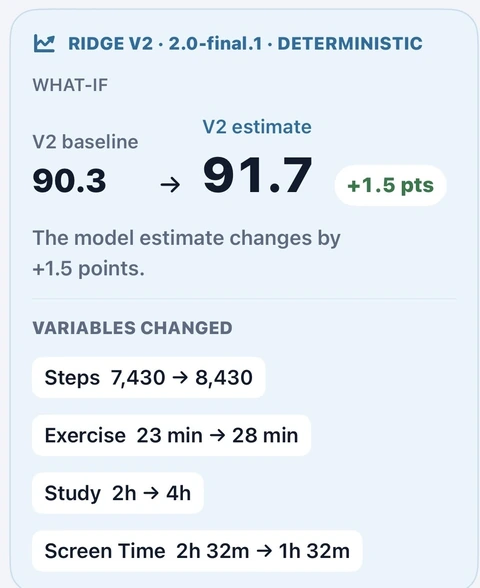 RIDGE V2 · 2.0-final.1 · DETERMINISTIC
WHAT-IF
V2 baseline
90.3
→
V2 estimate
91.7
+1.5 pts
The model estimate changes by
+1.5 points.
VARIABLES CHANGED
Steps 7,430 → 8,430
Exercise 23 min → 28 min
Study 2h → 4h
Screen Time 2h 32m → 1h 32m